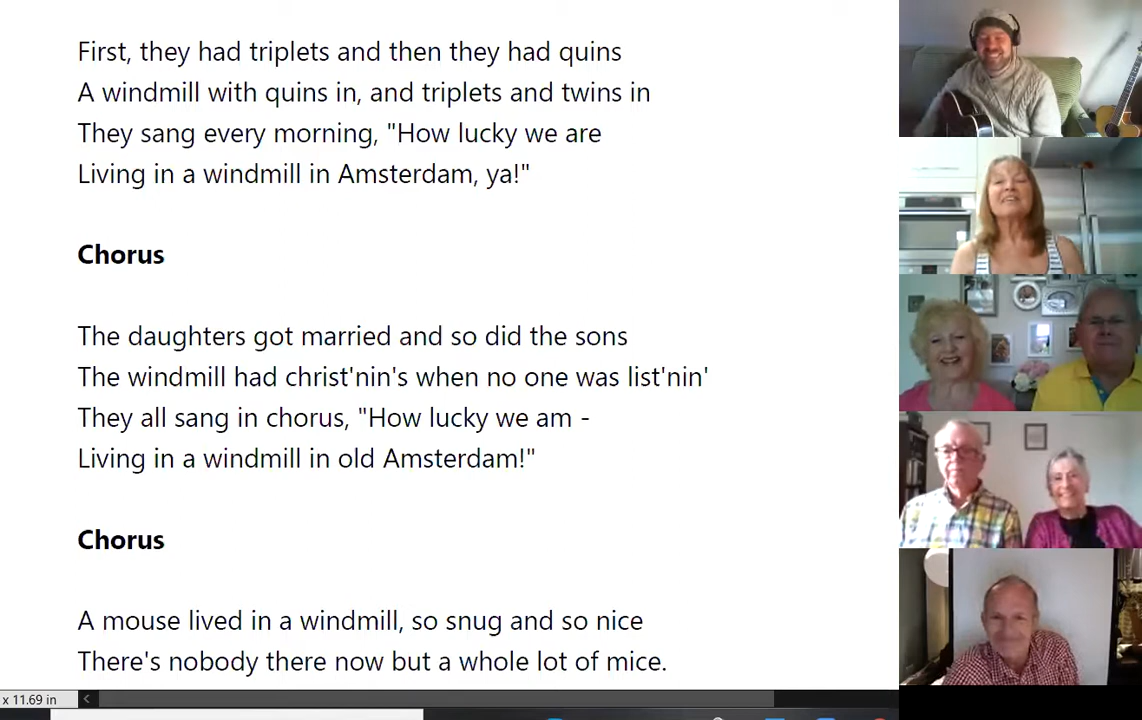 First, they had triplets and then they had quins
A windmill with quins in, and triplets and twins in
They sang every morning, "How lucky we are
Living in a windmill in Amsterdam, ya!"
Chorus
The daughters got married and so did the sons
The windmill had christ'nin's when no one was list'nin'
They all sang in chorus, "How lucky we am -
Living in a windmill in old Amsterdam!"
Chorus
A mouse lived in a windmill, so snug and so nice
There's nobody there now but a whole lot of mice.
x 11.69 in